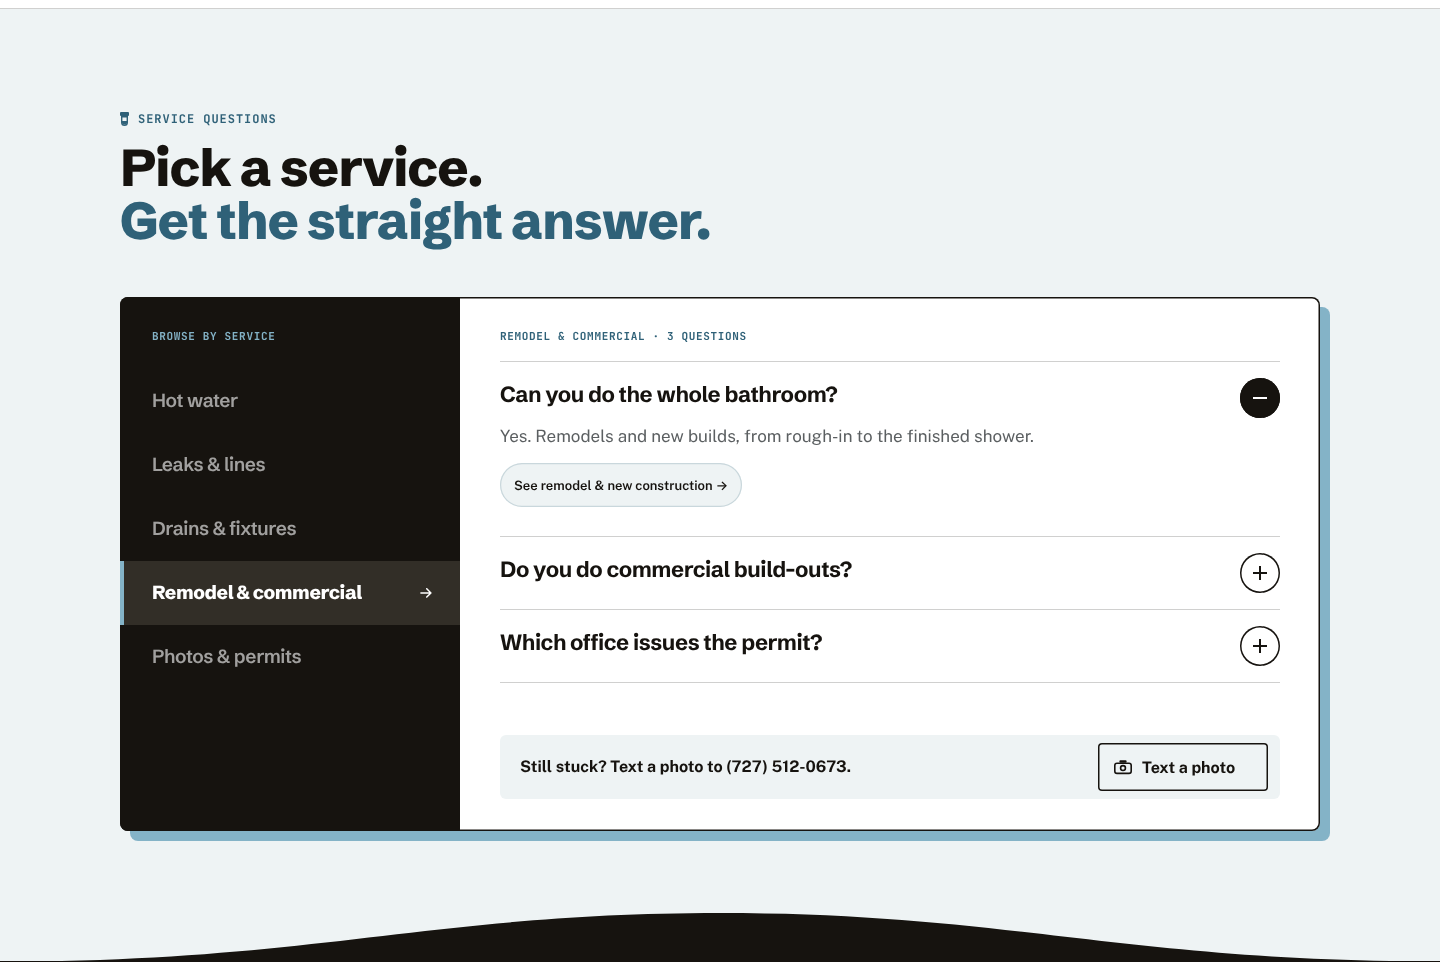 SERVICE QUESTIONS
Pick a service.
Get the straight answer.
BROWSE BY SERVICE
Hot water
Leaks & lines
Drains & fixtures
Remodel & commercial →
Photos & permits
REMODEL & COMMERCIAL · 3 QUESTIONS
Can you do the whole bathroom?
Yes. Remodels and new builds, from rough-in to the finished shower.
See remodel & new construction →
Do you do commercial build-outs?
Which office issues the permit?
Still stuck? Text a photo to (727) 512-0673.
Text a photo